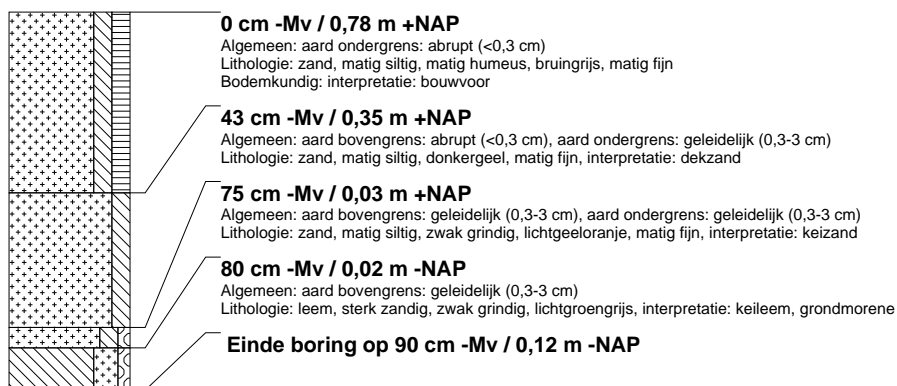 0 cm -Mv / 0,78 m +NAP
Algemeen: aard ondergrens: abrupt (<0,3 cm)
Lithologie: zand, matig siltig, matig humeus, bruingrijs, matig fijn
Bodemkundig: interpretatie: bouwvoor
43 cm -Mv / 0,35 m +NAP
Algemeen: aard bovengrens: abrupt (<0,3 cm), aard ondergrens: geleidelijk (0,3-3 cm)
Lithologie: zand, matig siltig, donkergeel, matig fijn, interpretatie: dekzand
75 cm -Mv / 0,03 m +NAP
Algemeen: aard bovengrens: geleidelijk (0,3-3 cm), aard ondergrens: geleidelijk (0,3-3 cm)
Lithologie: zand, matig siltig, zwak grindig, lichtgeeloranje, matig fijn, interpretatie: keizand
80 cm -Mv / 0,02 m -NAP
Algemeen: aard bovengrens: geleidelijk (0,3-3 cm)
Lithologie: leem, sterk zandig, zwak grindig, lichtgroengrijs, interpretatie: keileem, grondmorene
Einde boring op 90 cm -Mv / 0,12 m -NAP